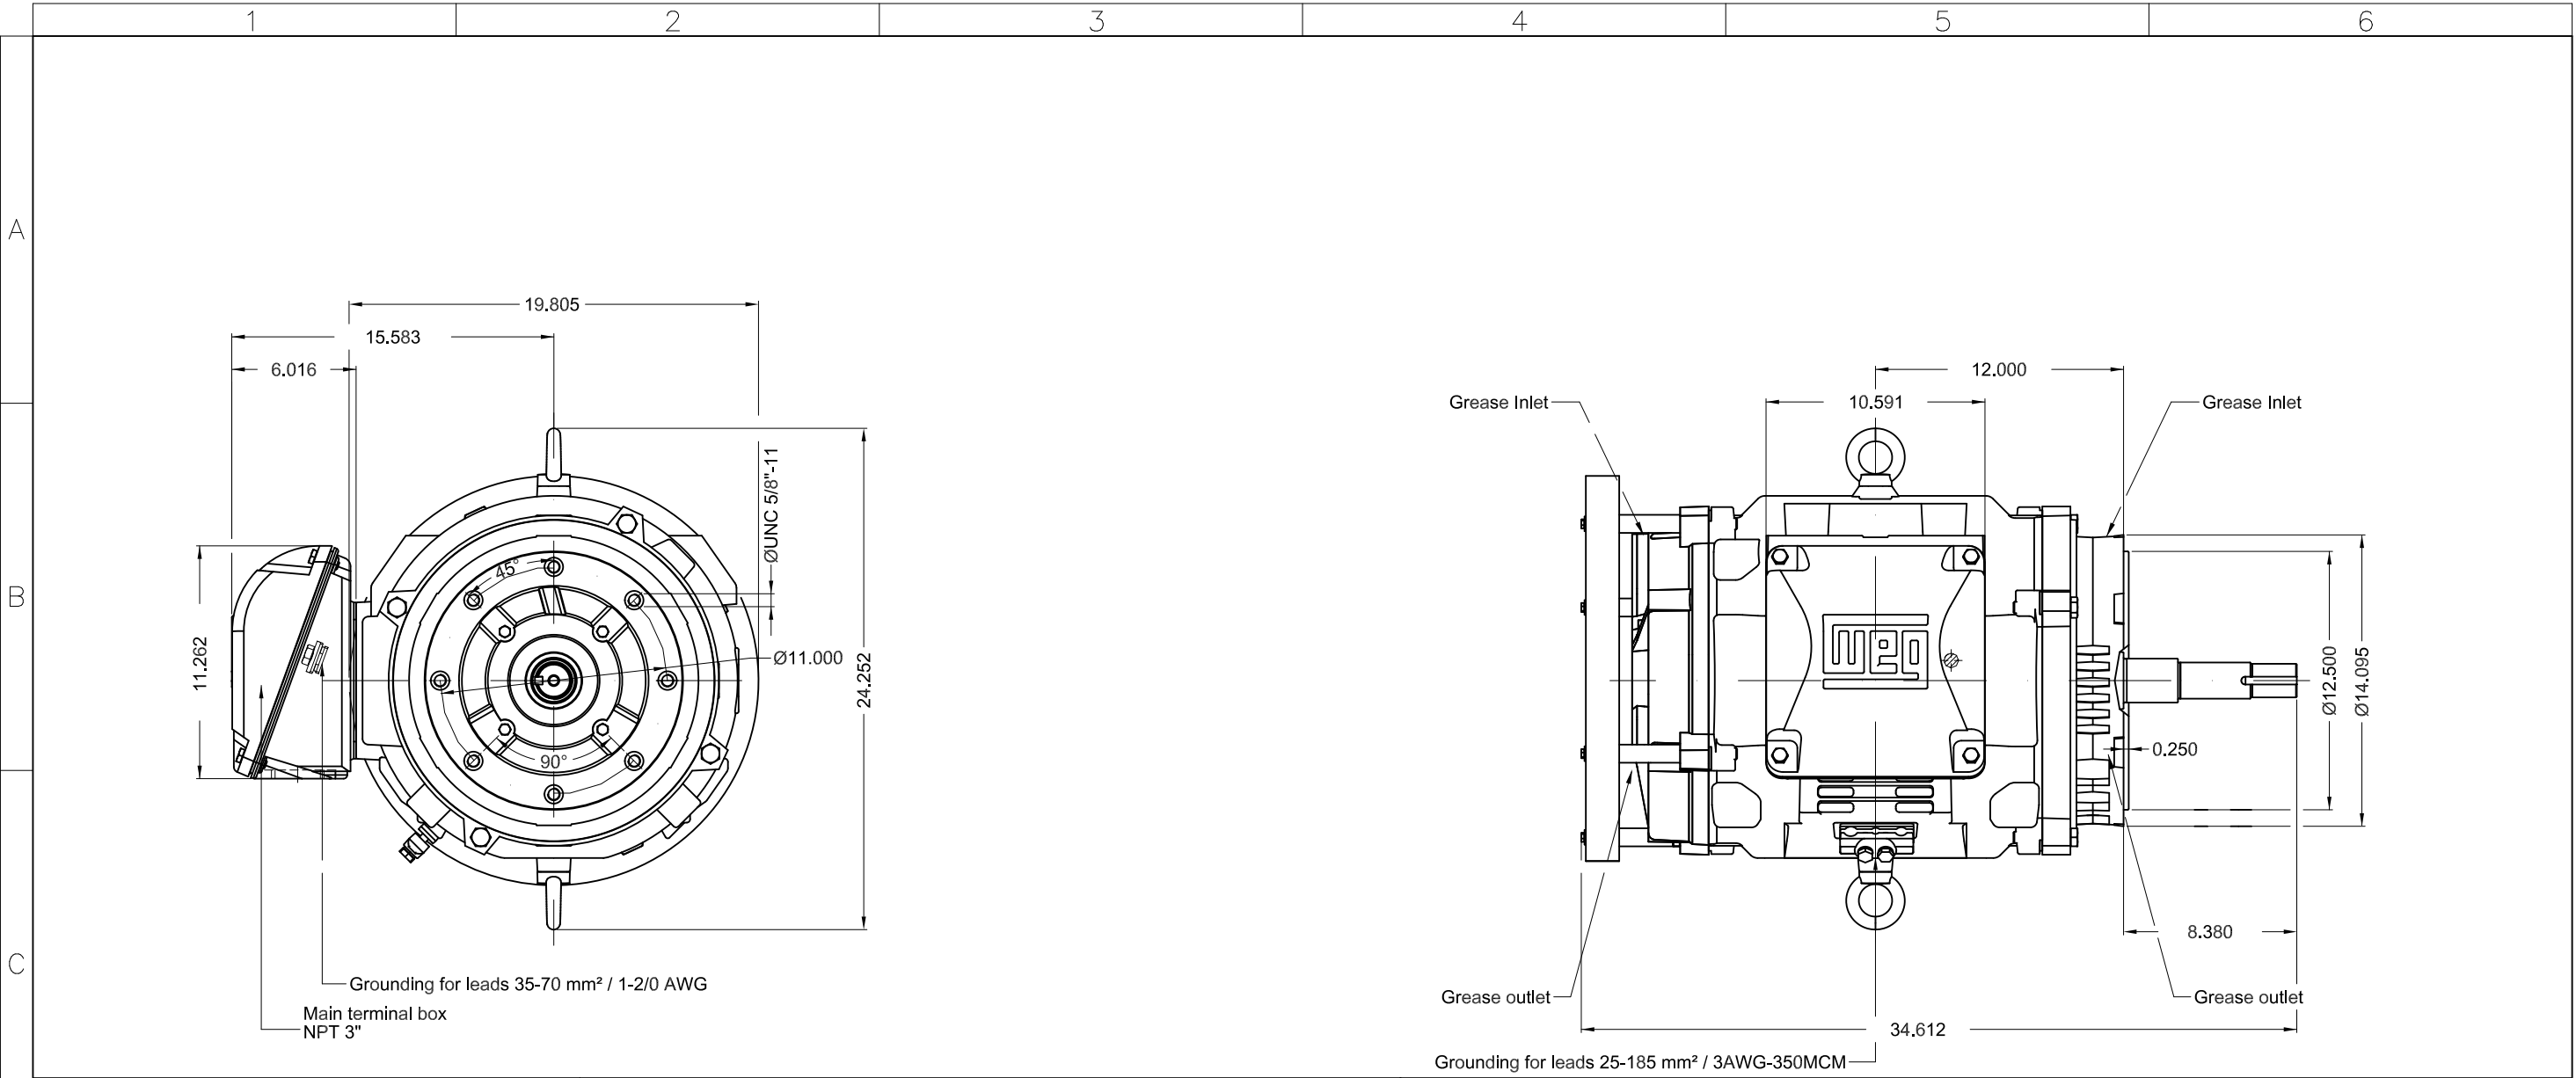 1 2 3 4 5 6
A
B
C
19.805
15.583
6.016
11.262
45°
90°
ØUNC 5/8"-11
Ø11.000
24.252
Grounding for leads 35-70 mm² / 1-2/0 AWG
Main terminal box
NPT 3"
12.000
10.591
Grease Inlet
Grease Inlet
weg
Ø12.500
Ø14.095
0.250
8.380
Grease outlet
Grease outlet
34.612
Grounding for leads 25-185 mm² / 3AWG-350MCM